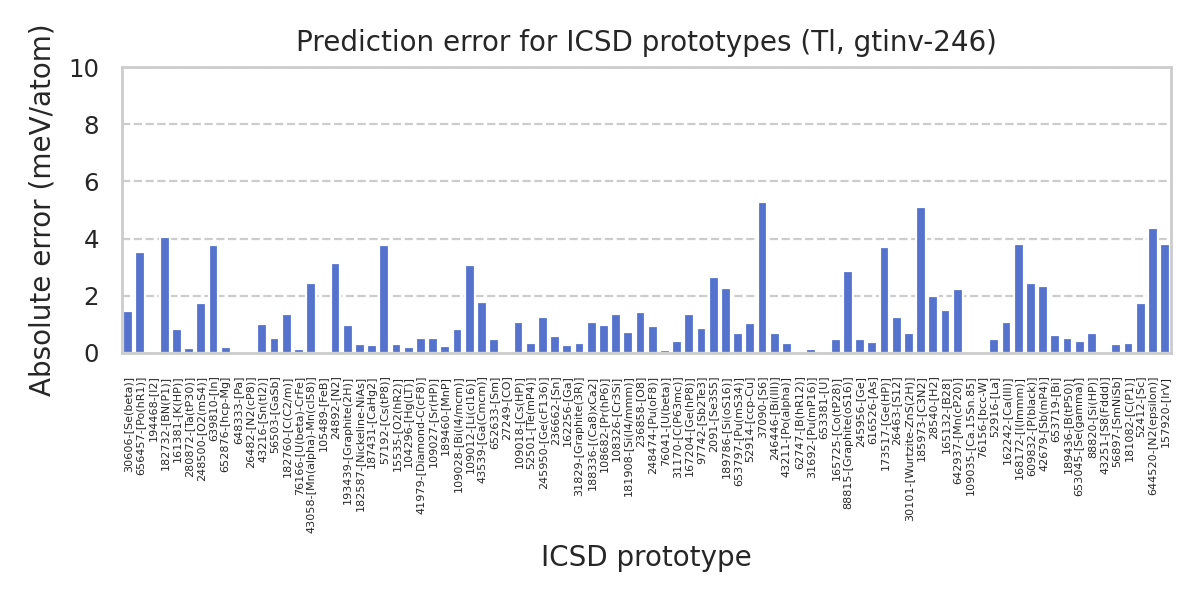 Prediction error for ICSD prototypes (Tl, gtinv-246)
Absolute error (meV/atom)
10
8
6
4
2
0
30606-[Se(beta)]
656457-[Po(hR1)]
194468-[I2]
182732-[BN(P1)]
16381-[K(HP)]
280872-[Ta(tP30)]
248500-[O2(mS4)]
639810-[In]
652876-[hcp-Mg]
648333-[Pa]
26482-[N2(cP8)]
43216-[Sn(tI2)]
56503-[GaSb]
182760-[C(C2/m)]
76166-[U(beta)-CrFe]
43058-[Mn(alpha)-Mn(cI58)]
105489-[FeB]
24892-[N2]
193439-[Graphite(2H)]
182587-[Nickeline-NiAs]
187431-[CaHg2]
57192-[Cs(tP8)]
15535-[O2(hR2)]
104296-[Hg(LT)]
41979-[Diamond-C(cF8)]
109027-[Sr(HP)]
189460-[MnP]
109028-[Bi(I4/mcm)]
109012-[Li(cI16)]
43539-[Ga(Cmcm)]
652633-[Sm]
27249-[CO]
109018-[Cs(HP)]
52501-[Te(mP4)]
245950-[Ge(cF136)]
236662-[Sn]
162256-[Ga]
31829-[Graphite(3R)]
188336-[(Ca8)xCa2]
108682-[Pr(hP6)]
108326-[Cr3Si]
181908-[Si(I4/mmm)]
236858-[O8]
248474-[Pu(oF8)]
76041-[U(beta)]
31170-[C(P63mc)]
167204-[Ge(hP8)]
97742-[Sb2Te3]
2091-[Se3S5]
189786-[Si(oS16)]
653797-[Pu(mS34)]
52914-[ccp-Cu]
37090-[S6]
246446-[Bi(III)]
43211-[Po(alpha)]
62747-[B(hR12)]
31692-[Pu(mP16)]
653381-[U]
165725-[Co(tP28)]
88815-[Graphite(oS16)]
245956-[Ge]
616526-[As]
173517-[Ge(HP)]
26463-[S12]
30101-[Wurtzite-ZnS(2H)]
185973-[C3N2]
28540-[H2]
165132-[B28]
642937-[Mn(cP20)]
109035-[Ca.15Sn.85]
76156-[bcc-W]
52916-[La]
162242-[Ca(III)]
168172-[I(Immm)]
609832-[P(black)]
42679-[Sb(mP4)]
653719-[Bi]
189436-[B(tP50)]
653045-[Se(gamma)]
88820-[Si(HP)]
43251-[S8(Fddd)]
56897-[SmNiSb]
181082-[C(P1)]
52412-[Sc]
644520-[N2(epsilon)]
157920-[IrV]
ICSD prototype